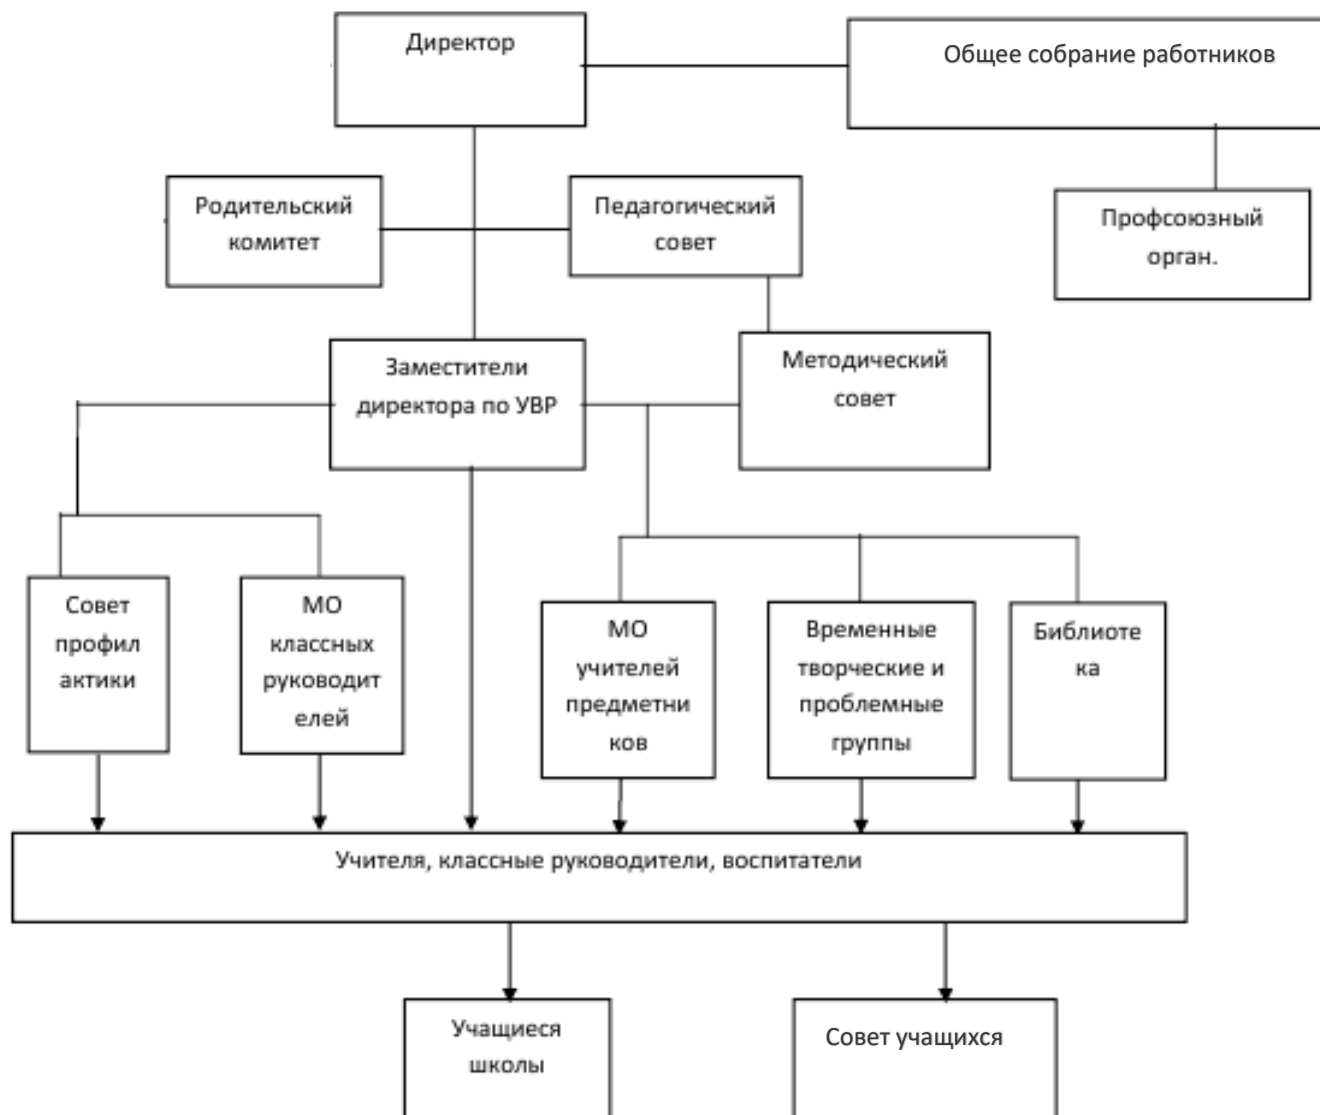 Директор
Общее собрание работников
Родительский
комитет
Педагогический
совет
Профсоюзный
орган.
Заместители
директора по УВР
Методический
совет
Совет
профил
актики
МО
классных
руководит
елей
МО
учителей
предметни
ков
Временные
творческие и
проблемные
группы
Библиоте
ка
Учителя, классные руководители, воспитатели
Учащиеся
школы
Совет учащихся